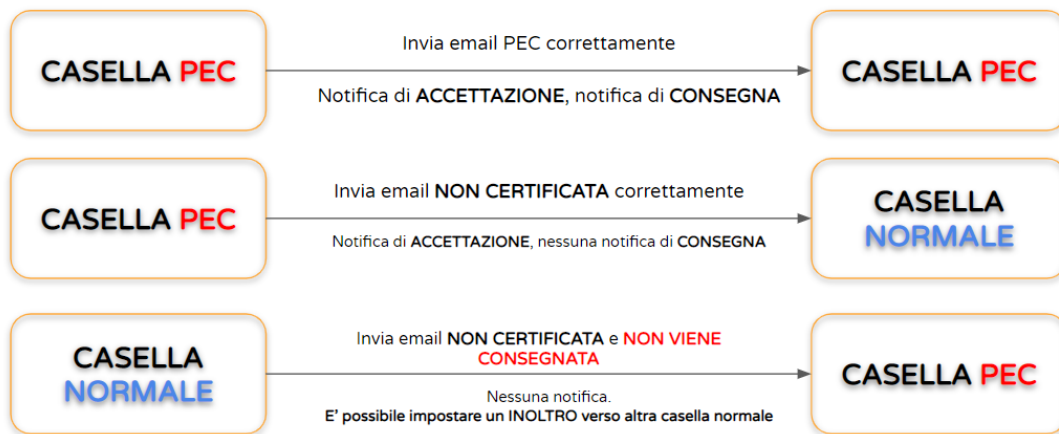 CASELLA PEC
Invia email PEC correttamente
Notifica di ACCETTAZIONE, notifica di CONSEGNA
CASELLA PEC
CASELLA PEC
Invia email NON CERTIFICATA correttamente
Notifica di ACCETTAZIONE, nessuna notifica di CONSEGNA
CASELLA
NORMALE
CASELLA
NORMALE
Invia email NON CERTIFICATA e NON VIENE
CONSEGNATA
Nessuna notifica.
E' possibile impostare un INOLTRO verso altra casella normale
CASELLA PEC